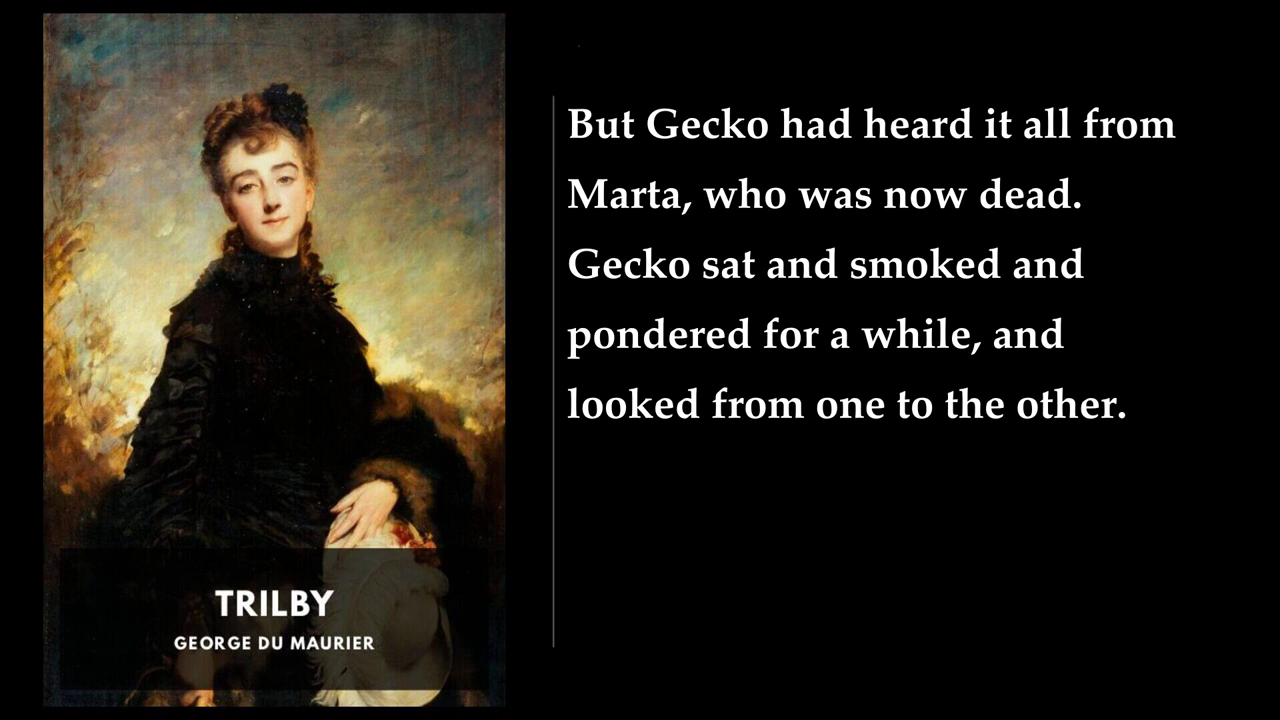 But Gecko had heard it all from
Marta, who was now dead.
Gecko sat and smoked and
pondered for a while, and
looked from one to the other.
TRILBY
GEORGE DU MAURIER